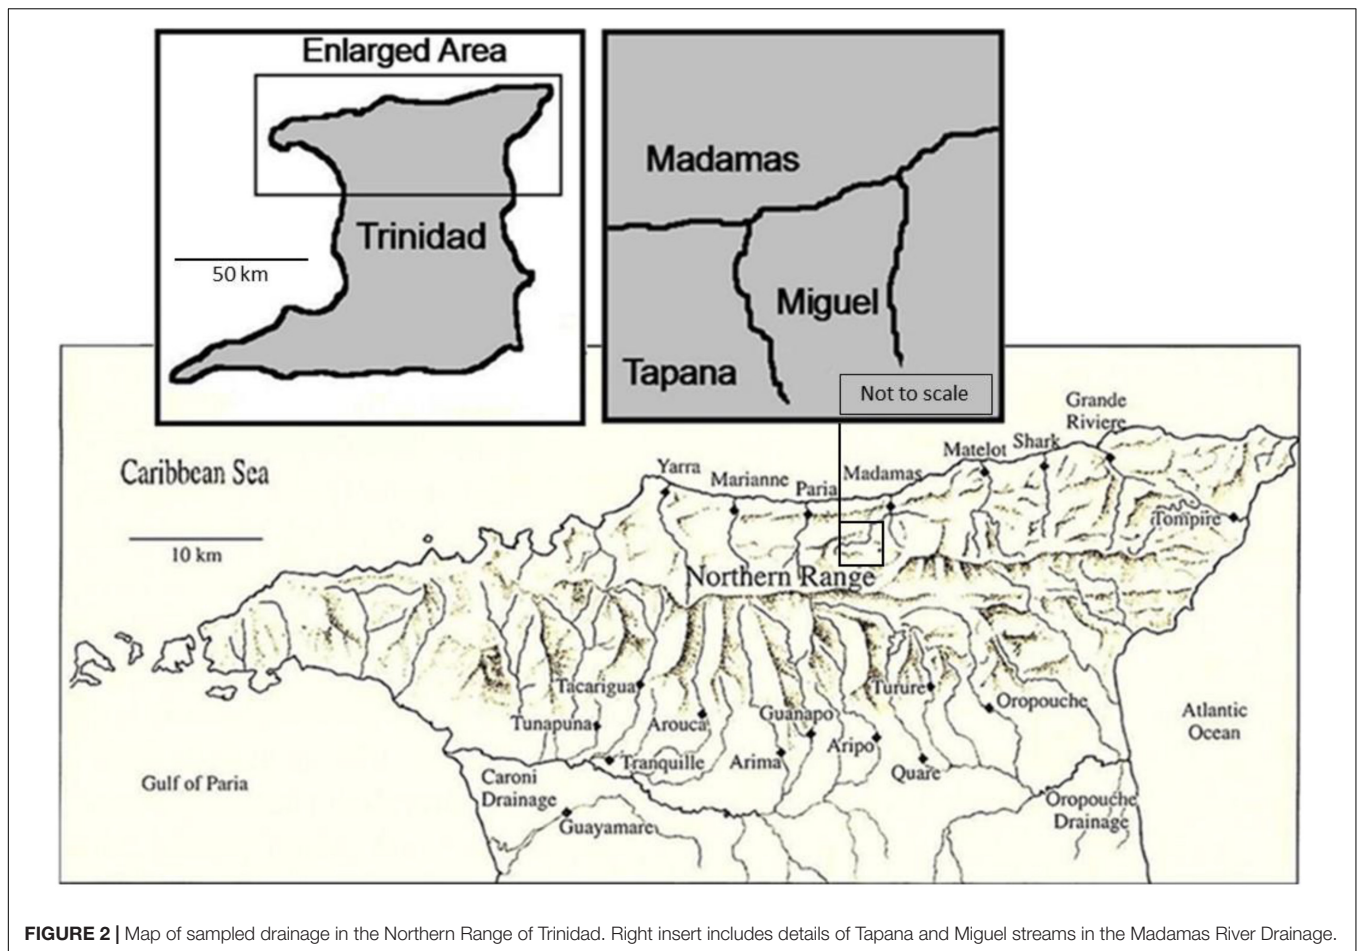 Enlarged Area
Trinidad
50 km
Madamas
Miguel
Tapana
Not to scale
Grande
Riviere
Shark
Matelot
Madamas
Paria
Marianne
Yarra
Caribbean Sea
10 km
Tompire
Northern Range
Tacarigua
Tunapuna
Arouca
Guanapo
Turure
Oropouche
Atlantic
Ocean
Tranquille
Arima
Aripo
Quare
Gulf of Paria
Caroni
Drainage
Guayamare
Oropouche
Drainage
FIGURE 2 | Map of sampled drainage in the Northern Range of Trinidad. Right insert includes details of Tapana and Miguel streams in the Madamas River Drainage.